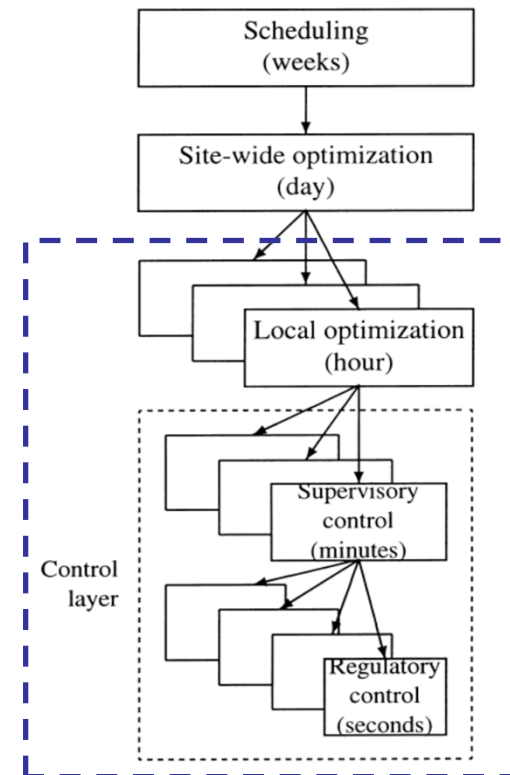 Scheduling
(weeks)
Site-wide optimization
(day)
Local optimization
(hour)
Supervisory
control
(minutes)
Control
layer
Regulatory
control
(seconds)